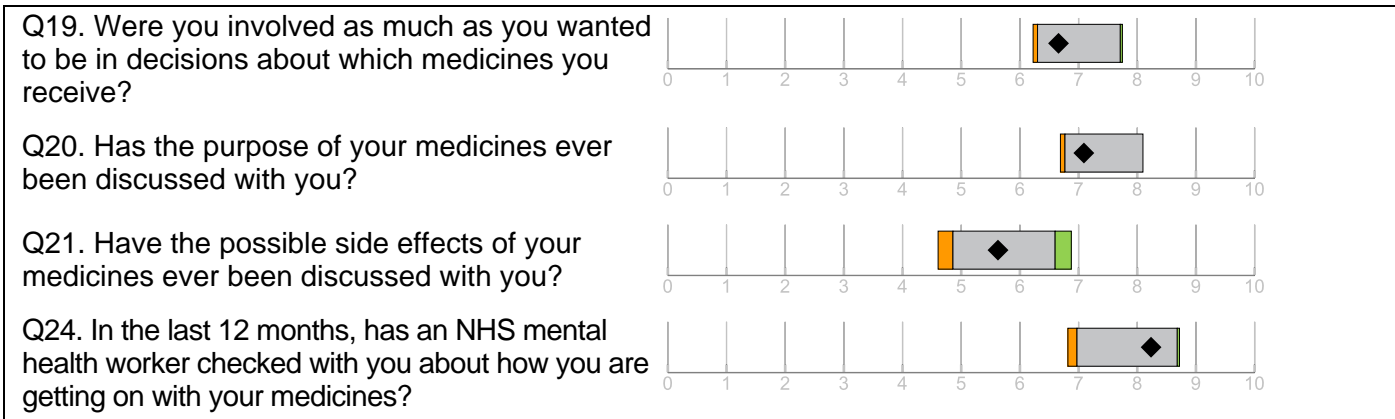 Q19. Were you involved as much as you wanted
to be in decisions about which medicines you
receive?
0 1 2 3 4 5 6 7 8 9 10
Q20. Has the purpose of your medicines ever
been discussed with you?
0 1 2 3 4 5 6 7 8 9 10
Q21. Have the possible side effects of your
medicines ever been discussed with you?
0 1 2 3 4 5 6 7 8 9 10
Q24. In the last 12 months, has an NHS mental
health worker checked with you about how you are
getting on with your medicines?
0 1 2 3 4 5 6 7 8 9 10